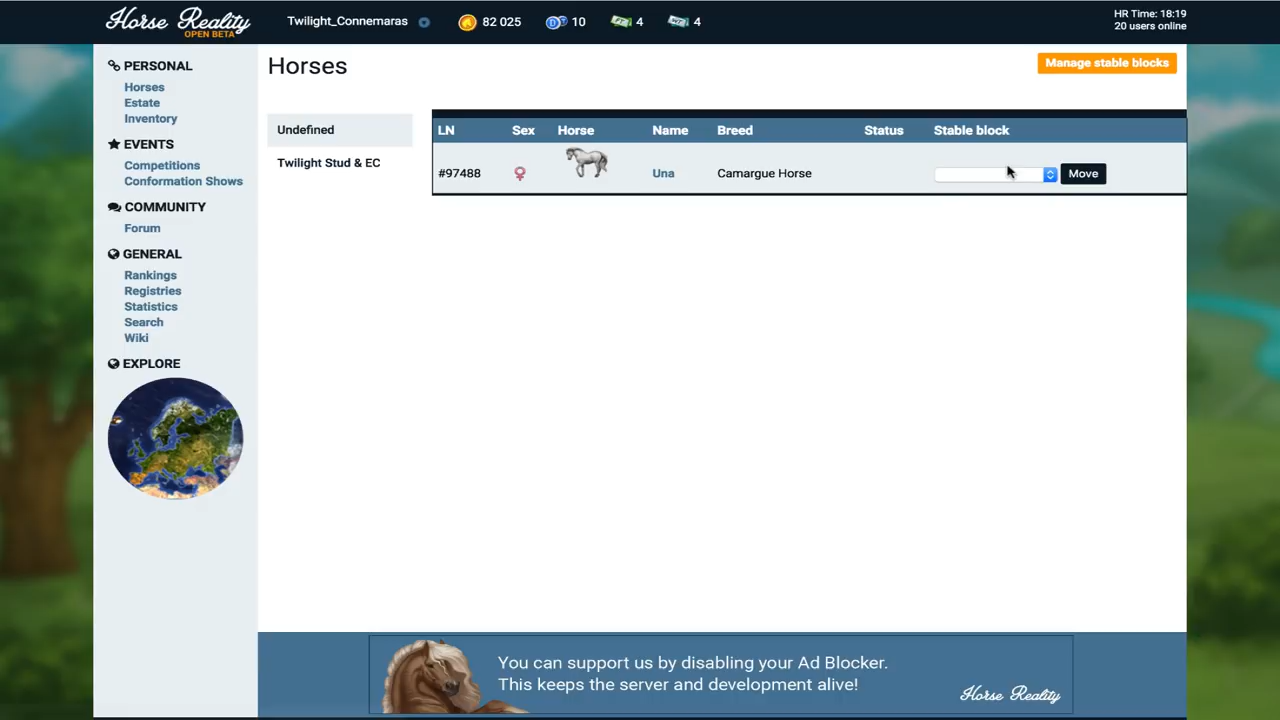 Horse Reality
OPEN BETA
Twilight_Connemaras
82 025
10
4
4
HR Time: 18:19
20 users online
PERSONAL
Horses
Estate
Inventory
EVENTS
Competitions
Conformation Shows
COMMUNITY
Forum
GENERAL
Rankings
Registries
Statistics
Search
Wiki
EXPLORE
Horses
Manage stable blocks
Undefined
Twilight Stud & EC
LN Sex Horse Name Breed Status Stable block
#97488 Una Camargue Horse Move
You can support us by disabling your Ad Blocker.
This keeps the server and development alive!
Horse Reality